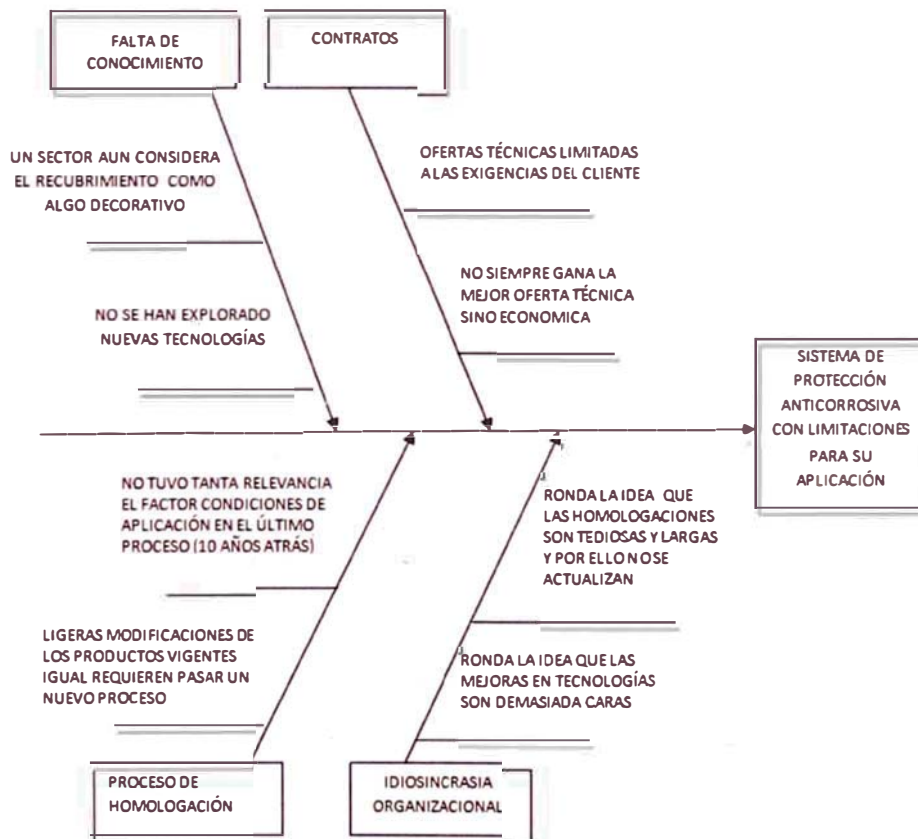 FALTA DE
CONOCIMIENTO
CONTRATOS
UN SECTOR AUN CONSIDERA
EL RECUBRIMIENTO COMO
ALGO DECORATIVO
OFERTAS TÉCNICAS LIMITADAS
A LAS EXIGENCIAS DEL CLIENTE
NO SE HAN EXPLORADO
NUEVAS TECNOLOGÍAS
NO SIEMPRE GANA LA
MEJOR OFERTA TÉCNICA
SINO ECONOMICA
SISTEMA DE
PROTECCIÓN
ANTICORROSIVA
CON LIMITACIONES
PARA SU
APLICACIÓN
NO TUVO TANTA RELEVANCIA
EL FACTOR CONDICIONES DE
APLICACIÓN EN EL ÚLTIMO
PROCESO (10 AÑOS ATRÁS)
RONDA LA IDEA QUE
LAS HOMOLOGACIONES
SON TEDIOSAS Y LARGAS
Y POR ELLO NO SE
ACTUALIZAN
LIGERAS MODIFICACIONES DE
LOS PRODUCTOS VIGENTES
IGUAL REQUIEREN PASAR UN
NUEVO PROCESO
RONDA LA IDEA QUE LAS
MEJORAS EN TECNOLOGÍAS
SON DEMASIADA CARAS
PROCESO DE
HOMOLOGACIÓN
IDIOSINCRASIA
ORGANIZACIONAL